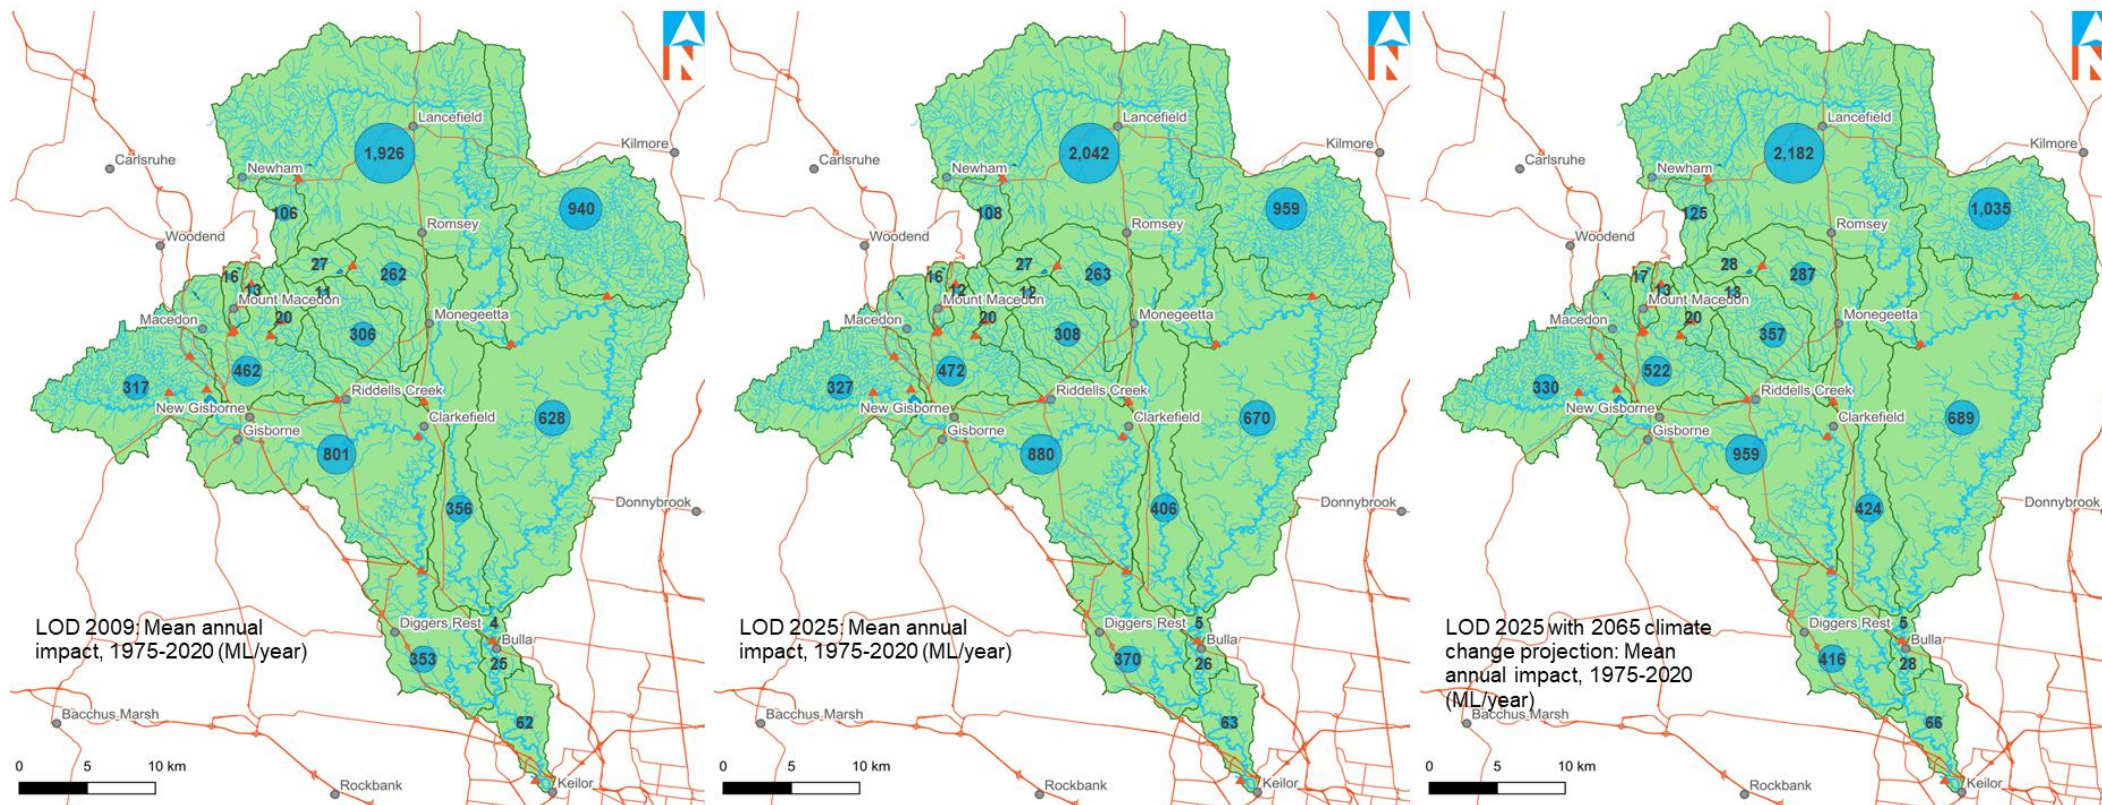 Lancefield
1,926
Kilmore
Carlsruhe
Newham
106
940
Woodend
Romsey
27
262
16
13
11
Mount Macedon
20
Macedon
306
Monegeetta
462
317
Riddells Creek
New Gisborne
Gisborne
Clarkefield
628
801
356
Donnybrook
LOD 2009: Mean annual
impact, 1975-2020 (ML/year)
Diggers Rest
4
Bulla
353
25
Bacchus Marsh
62
0 5 10 km
Rockbank
Keilor
Lancefield
2,042
Kilmore
Carlsruhe
Newham
108
959
Woodend
Romsey
27
263
16
12
12
Mount Macedon
20
Macedon
308
Monegeetta
472
327
Riddells Creek
New Gisborne
Gisborne
Clarkefield
670
880
406
Donnybrook
LOD 2025: Mean annual
impact, 1975-2020 (ML/year)
Diggers Rest
5
Bulla
370
26
Bacchus Marsh
63
0 5 10 km
Rockbank
Keilor
Lancefield
2,182
Kilmore
Carlsruhe
Newham
125
1,035
Woodend
Romsey
28
287
17
13
13
Mount Macedon
20
Macedon
357
Monegeetta
522
330
Riddells Creek
New Gisborne
Gisborne
Clarkefield
689
959
424
Donnybrook
LOD 2025 with 2065 climate
change projection: Mean
annual impact, 1975-2020
(ML/year)
Diggers Rest
5
Bulla
416
28
Bacchus Marsh
66
0 5 10 km
Rockbank
Keilor